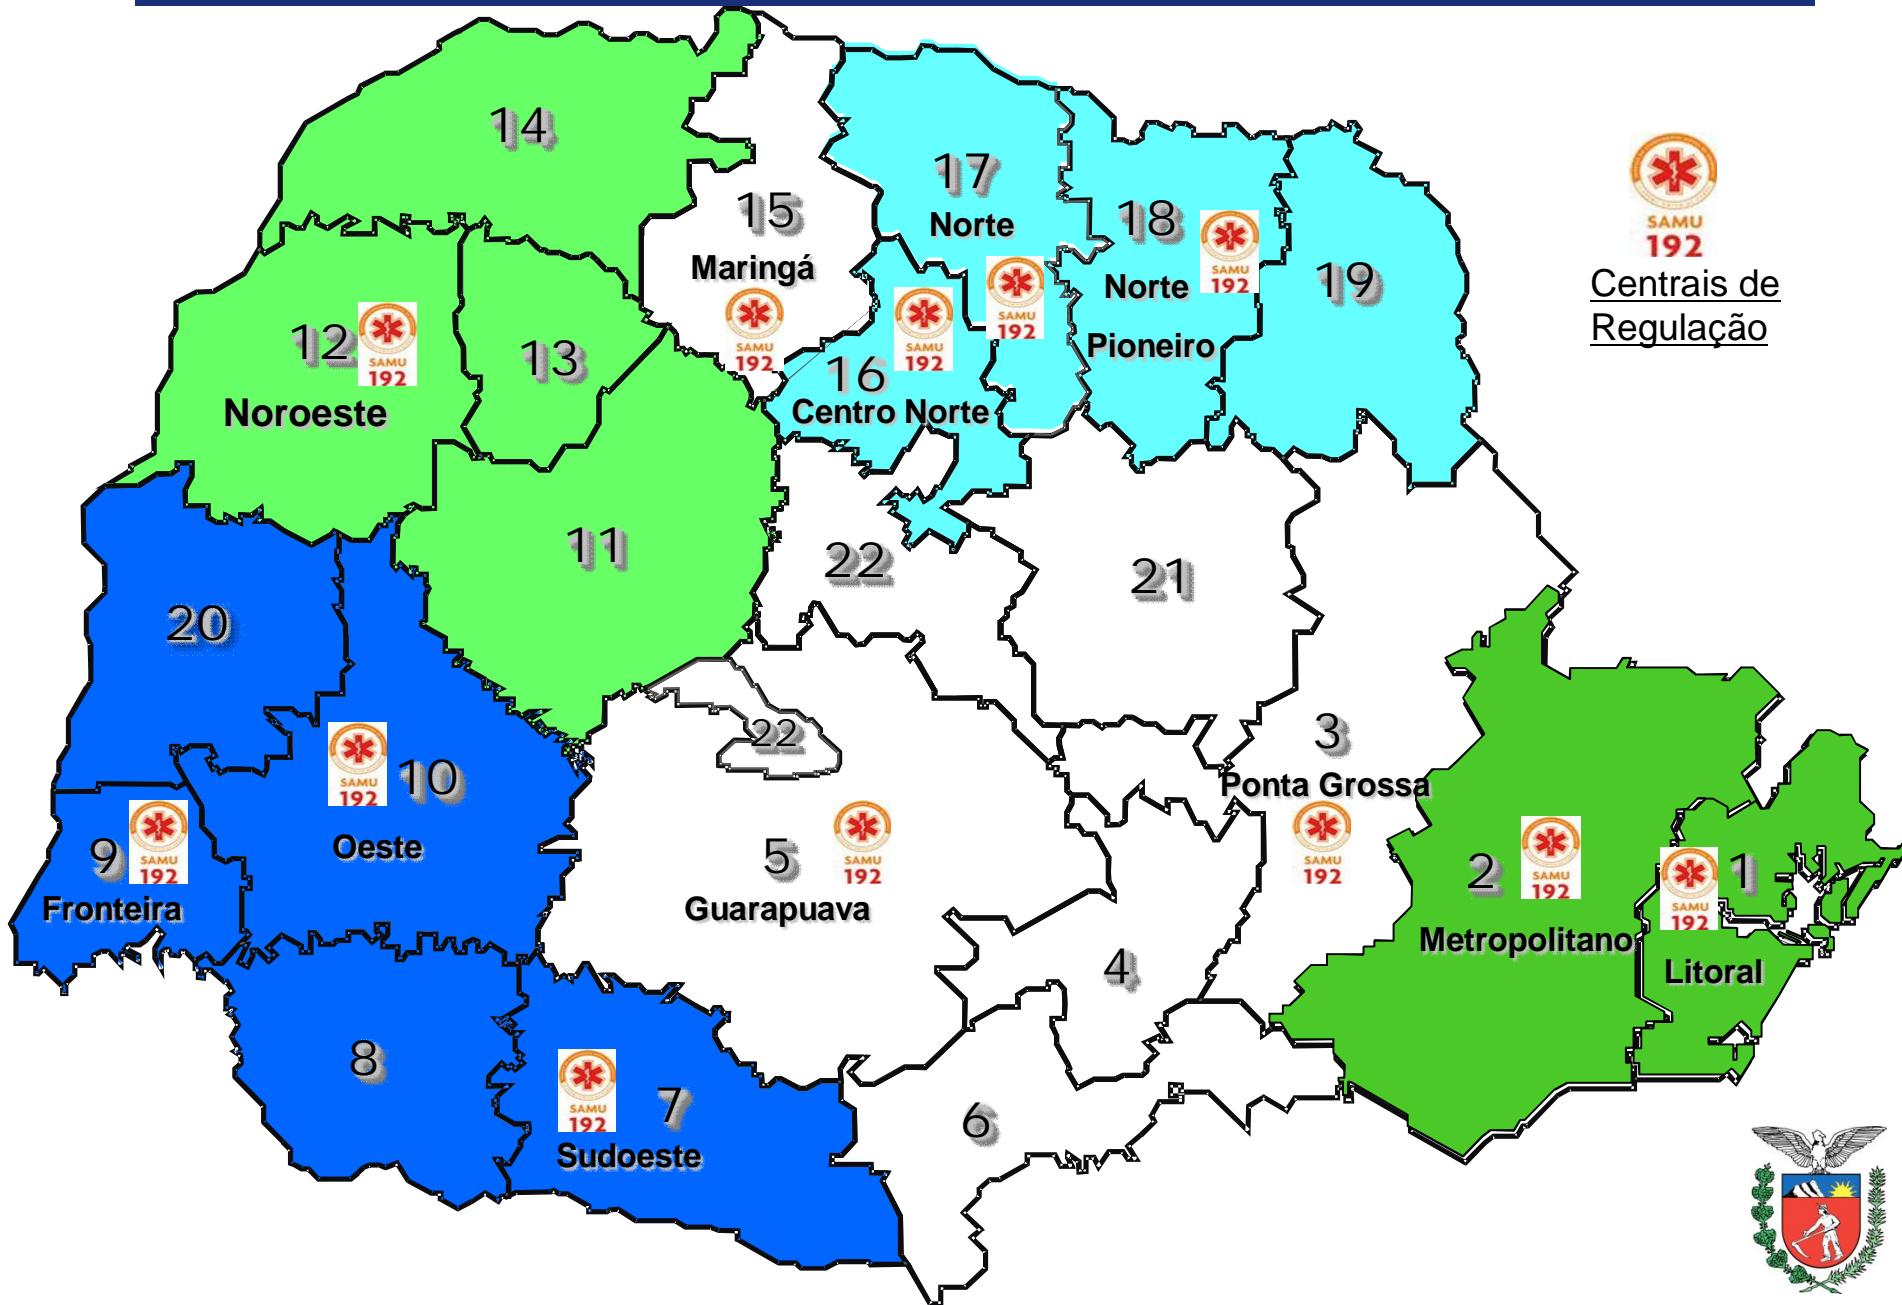 14
17
15
18
Norte
SAMU
192
SAMU
192
Maringá
19
Centrais de
Regulação
Norte
SAMU
192
12
SAMU
192
13
SAMU
192
SAMU
192
Pioneiro
16
Noroeste
Centro Norte
11
22
21
20
22
3
10
SAMU
192
Ponta Grossa
9
SAMU
192
Oeste
5
SAMU
192
SAMU
192
2
SAMU
192
1
SAMU
192
Fronteira
Guarapuava
Metropolitano
4
Litoral
8
SAMU
192
7
6
Sudoeste